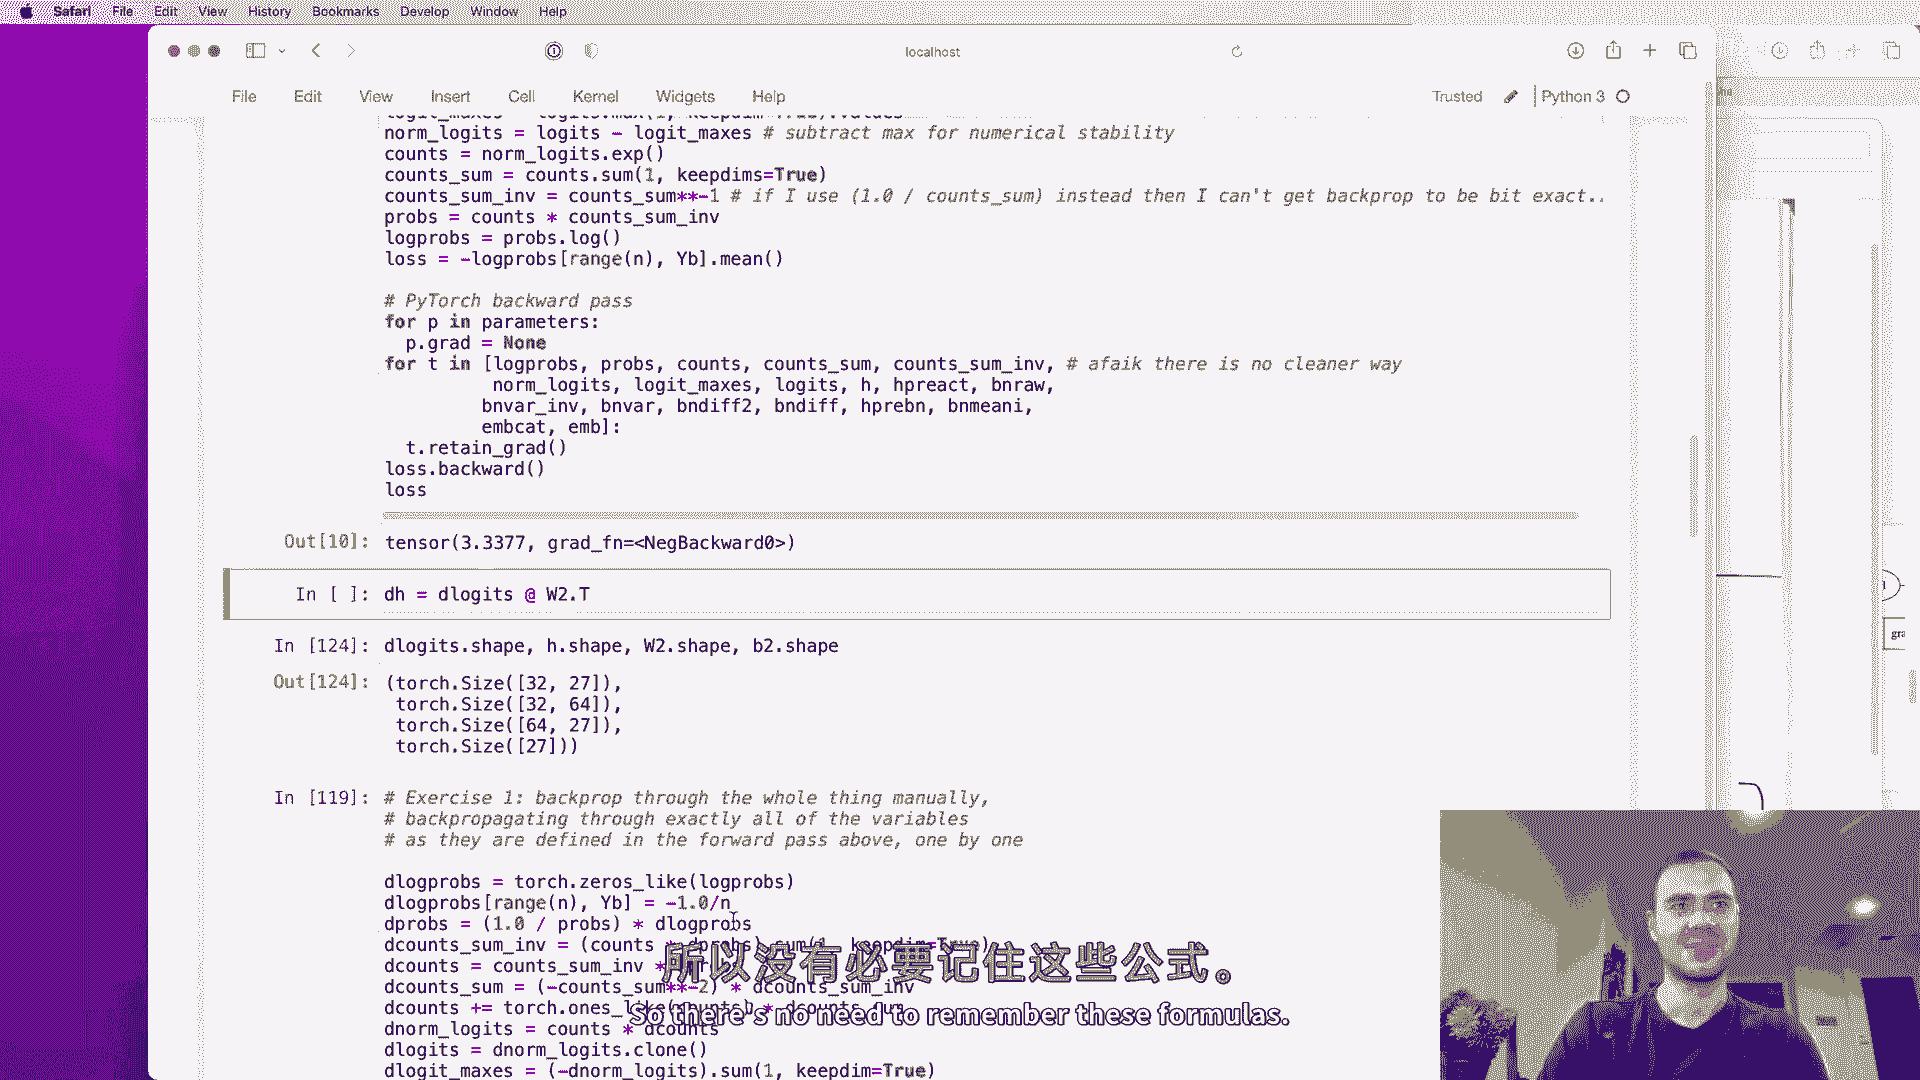 Safari File Edit View History Bookmarks Develop Window Help
localhost
File Edit View Insert Cell Kernel Widgets Help
Trusted Python 3
norm_logits = logits - logit_maxes # subtract max for numerical stability
counts = norm_logits.exp()
counts_sum = counts.sum(1, keepdims=True)
counts_sum_inv = counts_sum**-1 # if I use (1.0 / counts_sum) instead then I can't get backprop to be bit exact..
probs = counts * counts_sum_inv
logprobs = probs.log()
loss = -logprobs[range(n), Yb].mean()
# PyTorch backward pass
for p in parameters:
p.grad = None
for t in [logprobs, probs, counts, counts_sum, counts_sum_inv, # afaik there is no cleaner way
norm_logits, logit_maxes, logits, h, hpreact, bnraw,
bnvar_inv, bnvar, bndiff2, bndiff, hprebn, bnmeani,
embcat, emb]:
t.retain_grad()
loss.backward()
loss
Out[10]: tensor(3.3377, grad_fn=<NegBackward0>)
In [ ]: dh = dlogits @ W2.T
In [124]: dlogits.shape, h.shape, W2.shape, b2.shape
Out[124]: (torch.Size([32, 27]),
torch.Size([32, 64]),
torch.Size([64, 27]),
torch.Size([27]))
In [119]: # Exercise 1: backprop through the whole thing manually,
# backpropagating through exactly all of the variables
# as they are defined in the forward pass above, one by one
dlogprobs = torch.zeros_like(logprobs)
dlogprobs[range(n), Yb] = -1.0/n
dprobs = (1.0 / probs) * dlogprobs
dcounts_sum_inv = (counts * dprobs).sum(1, keepdim=True)
dcounts = counts_sum_inv *
dcounts_sum = (-counts_sum**-2) * dcounts_sum_inv
dcounts += torch.ones_like(counts) * dcounts_sum
dnorm_logits = counts * dcounts
dlogits = dnorm_logits.clone()
dlogit_maxes = (-dnorm_logits).sum(1, keepdim=True)
所以没有必要记住这些公式。
So there's no need to remember these formulas.